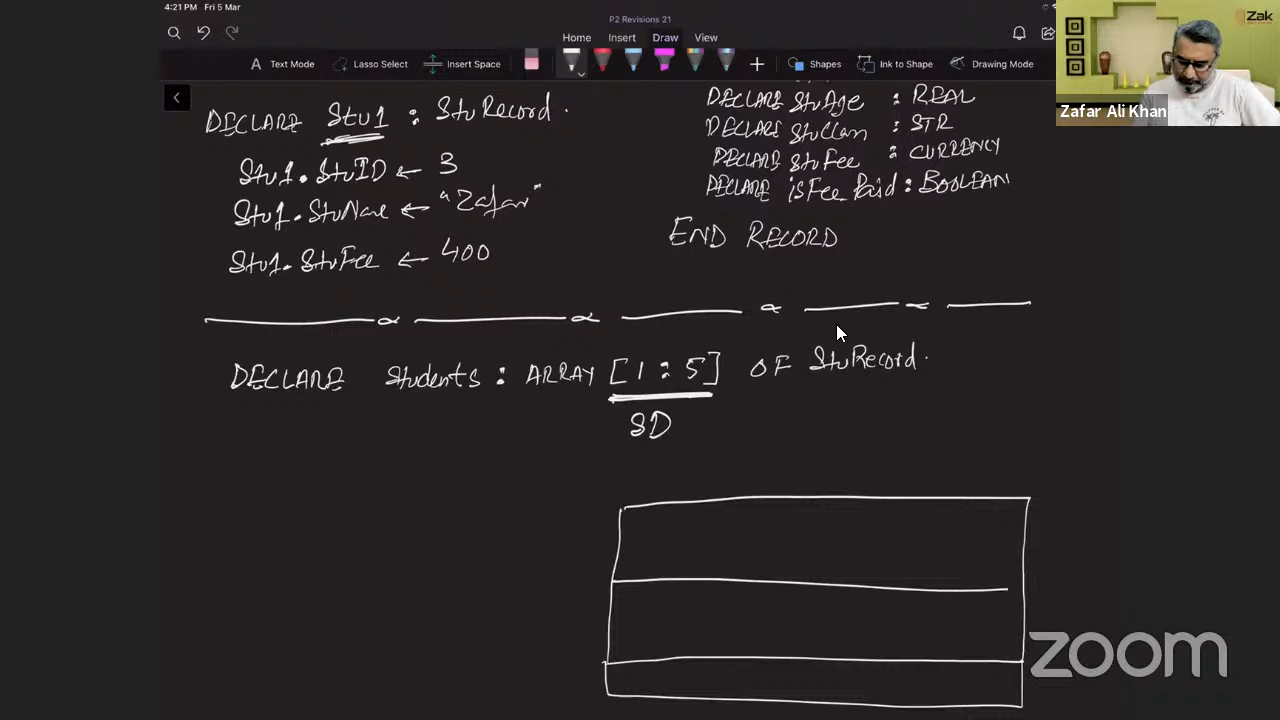 4:21 PM Fri 5 Mar
P2 Revisions 21
Home Insert Draw View
Text Mode Lasso Select Insert Space Shapes Ink to Shape Drawing Mode
Zak
Zafar Ali Khan
DECLARE Stu1 : StuRecord.
Stu1.StuID ← 3
Stu1.StuName ← "Zafar"
Stu1.StuFee ← 400
DECLARE StuAge : REAL
DECLARE StuClass : STR
DECLARE StuFee : CURRENCY
DECLARE isFeePaid : BOOLEAN
END RECORD
DECLARE Students : ARRAY [1 : 5] OF StuRecord.
SD
zoom